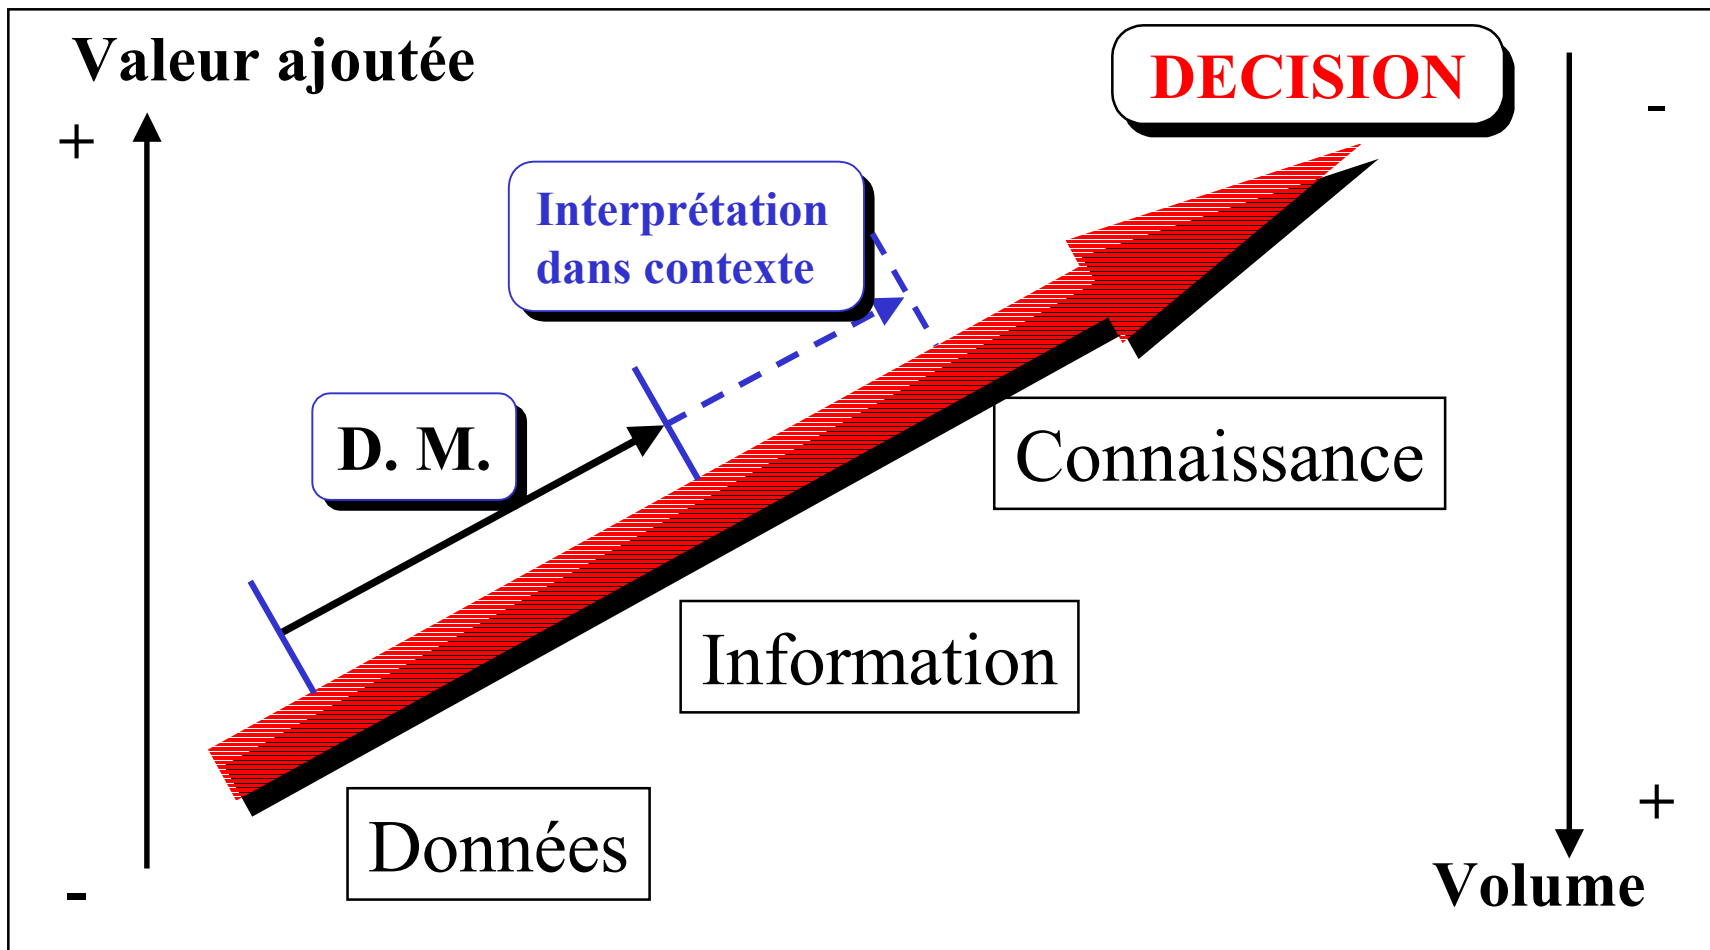 Valeur ajoutée
DECISION
+
-
Interprétation
dans contexte
D. M.
Connaissance
Information
Données
+
-
Volume